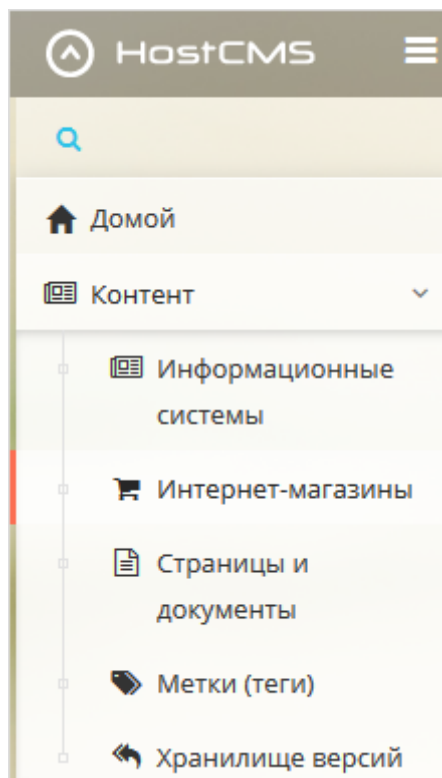 HostCMS
Домой
Контент
Информационные
системы
Интернет-магазины
Страницы и
документы
Метки (теги)
Хранилище версий